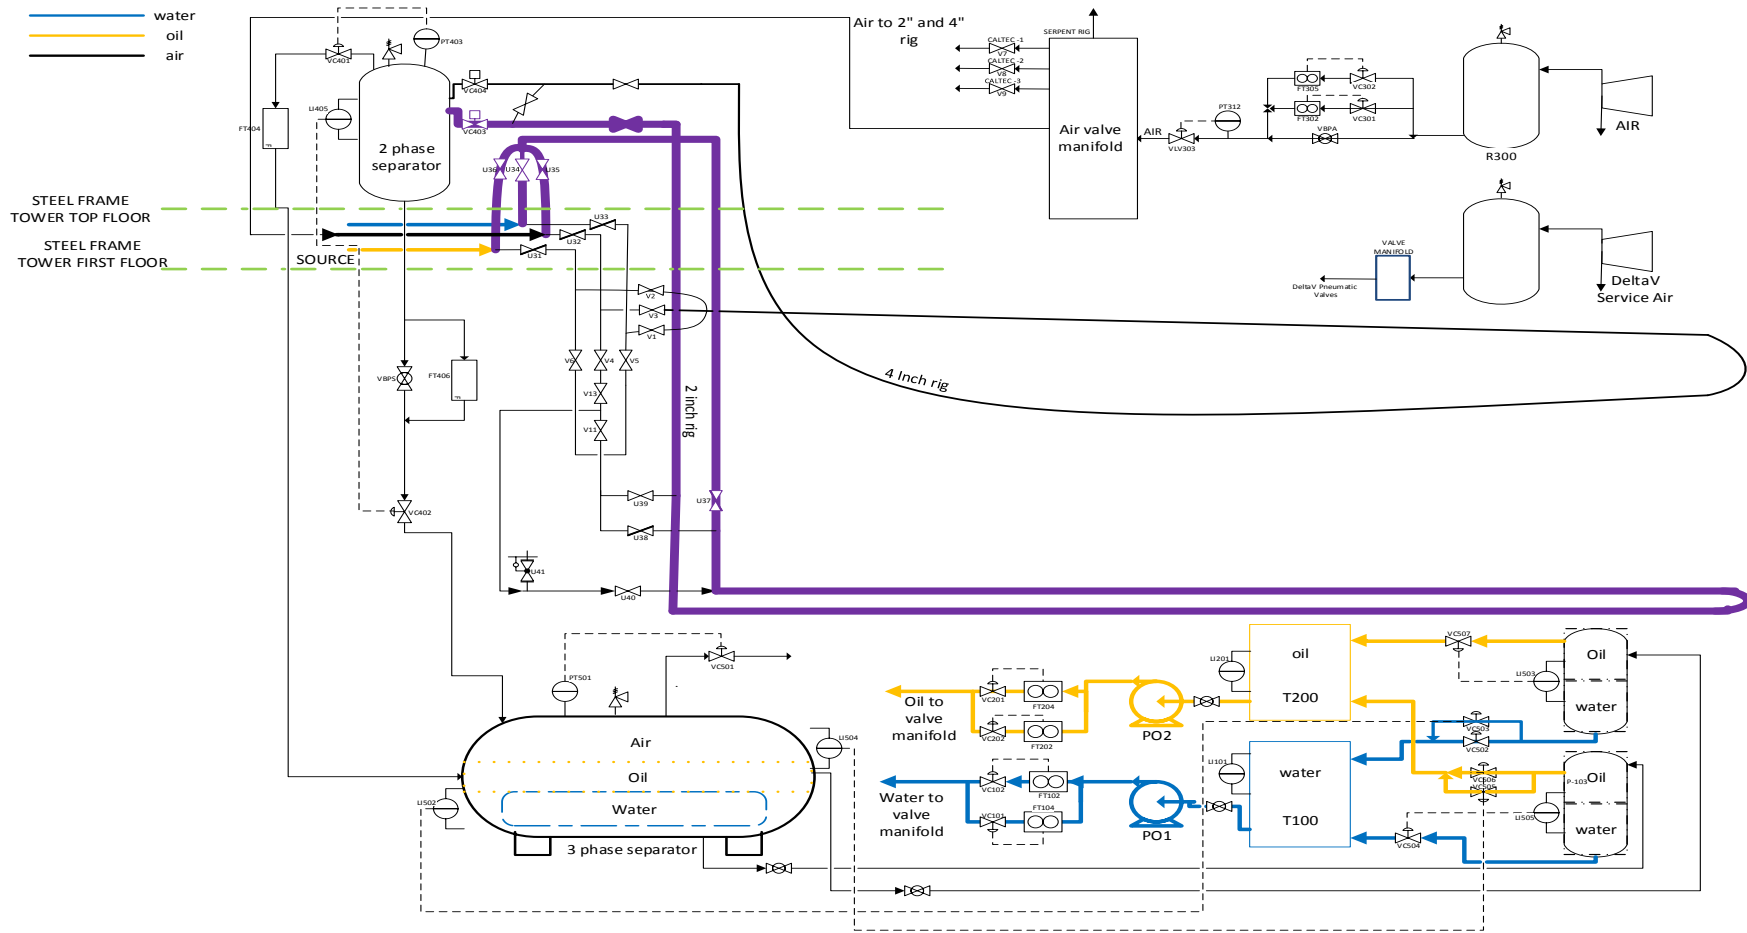 water
oil
air
VC401
PT403
FT404
LI405
2 phase
separator
VC404
VC403
Air to 2" and 4"
rig
SERPENT RIG
CALTEC -1
V7
CALTEC -2
V8
CALTEC -3
V9
Air valve
manifold
AIR
VLV303
PT312
FT305
VC302
FT302
VC301
VBPA
R300
AIR
VALVE
MANIFOLD
DeltaV Pneumatic
Valves
DeltaV
Service Air
STEEL FRAME
TOWER TOP FLOOR
STEEL FRAME
TOWER FIRST FLOOR
SOURCE
U36
U34
U35
U33
U32
U31
V2
V3
V1
V6
V4
V5
V13
V11
VBPS
FT406
VC402
2 inch rig
4 Inch rig
U39
U37
U38
U41
U40
PT501
VC501
LI504
LI502
Air
Oil
Water
3 phase separator
Oil to
valve
manifold
VC201
FT204
VC202
FT202
PO2
LI201
oil
T200
VC507
LI503
Oil
water
Water to
valve
manifold
VC102
FT102
VC101
FT104
PO1
LI101
water
T100
VC503
VC502
VC506
VC505
VC504
LI505
P-103
Oil
water